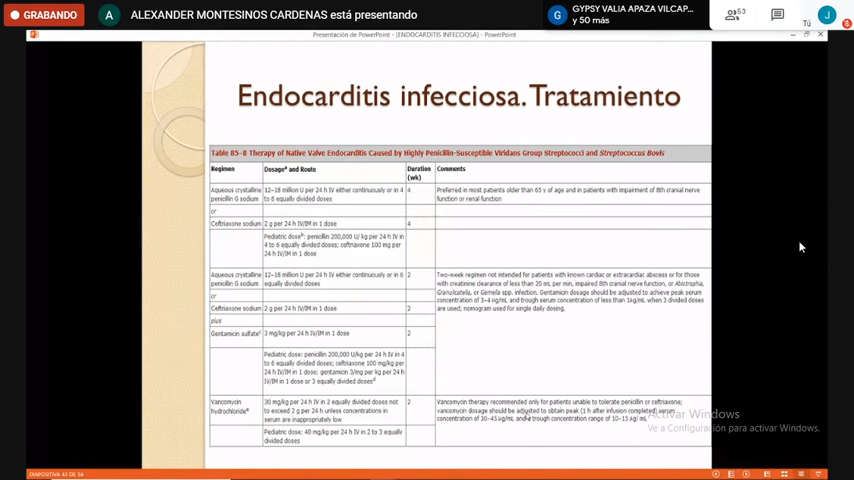 GRABANDO
A
ALEXANDER MONTESINOS CARDENAS está presentando
G
GYPSY VALIA APAZA VILCAP...
y 50 más
53
J
Tú
Presentación de PowerPoint - [ENDOCARDITIS INFECCIOSA] - PowerPoint
Endocarditis infecciosa. Tratamiento
Table 85–8 Therapy of Native Valve Endocarditis Caused by Highly Penicillin-Susceptible Viridans Group Streptococci and Streptococcus Bovis
Regimen
Dosageª and Route
Duration
(wk)
Comments
Aqueous crystalline
penicillin G sodium
12–18 million U per 24 h IV either continuously or in 4
to 6 equally divided doses
4
Preferred in most patients older than 65 y of age and in patients with impairment of 8th cranial nerve
function or renal function
or
Ceftriaxone sodium
2 g per 24 h IV/IM in 1 dose
4
Pediatric doseᵇ: penicillin 200,000 U/ kg per 24 h IV in
4 to 6 equally divided doses; ceftriaxone 100 mg per
24 h IV/IM in 1 dose
Aqueous crystalline
penicillin G sodium
12–18 million U per 24 h IV either continuously or in 6
equally divided doses
2
Two-week regimen not intended for patients with known cardiac or extracardiac abscess or for those
with creatinine clearance of less than 20 mL per min, impaired 8th cranial nerve function, or Abiotrophia,
Granulicatella, or Gemella spp. infection. Gentamicin dosage should be adjusted to achieve peak serum
concentration of 3–4 μg/mL and trough serum concentration of less than 1μg/mL, when 3 divided doses
are used; nomogram used for single daily dosing.
or
Ceftriaxone sodium
2 g per 24 h IV/IM in 1 dose
2
plus
Gentamicin sulfateᶜ
3 mg/kg per 24 h IV/IM in 1 dose
2
Pediatric dose: penicillin 200,000 U/kg per 24 h IV in 4
to 6 equally divided doses; ceftriaxone 100 mg/kg per
24 h IV/IM in 1 dose; gentamicin 3/mg per kg per 24 h
IV/IM in 1 dose or 3 equally divided dosesᵈ
Vancomycin
hydrochlorideᵉ
30 mg/kg per 24 h IV in 2 equally divided doses not
to exceed 2 g per 24 h unless concentrations in
serum are inappropriately low
2
Vancomycin therapy recommended only for patients unable to tolerate penicillin or ceftriaxone;
vancomycin dosage should be adjusted to obtain peak (1 h after infusion completed) serum
concentration of 30–45 μg/mL and trough concentration range of 10–15 μg/ mL
Pediatric dose: 40 mg/kg per 24 h IV in 2 to 3 equally
divided doses
Activar Windows
Ve a Configuración para activar Windows.
DIAPOSITIVA 43 DE 56